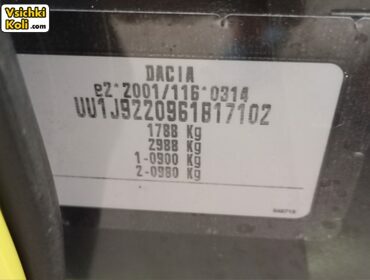 Vsichki
Koli.com
DACIA
e2*2001/116*0314
UU1J9220961817102
1788 Kg
2988 Kg
1-0900 Kg
2-0980 Kg